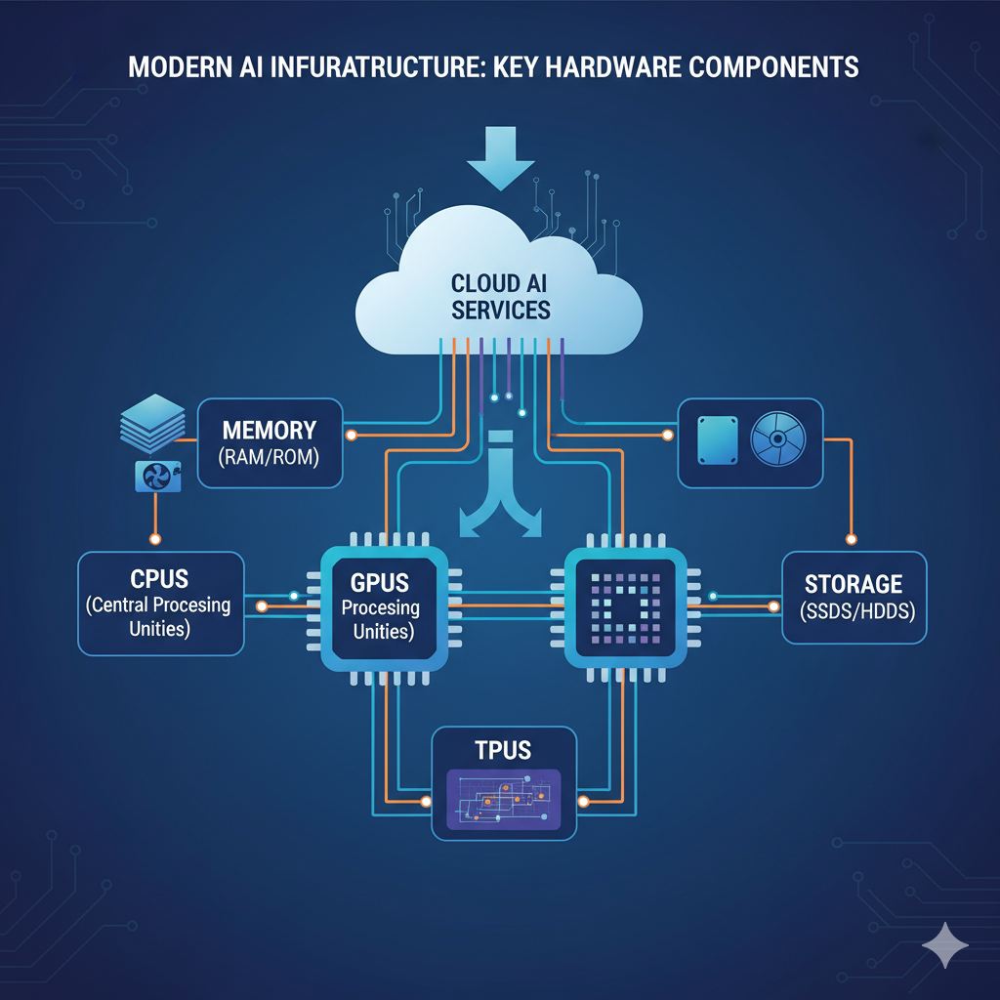 MODERN AI INFURATRUCTURE: KEY HARDWARE COMPONENTS
CLOUD AI
SERVICES
MEMORY
(RAM/ROM)
CPUS
(Central Procesing
Unities)
GPUS
Procesing
Unities)
STORAGE
(SSDS/HDDS)
TPUS